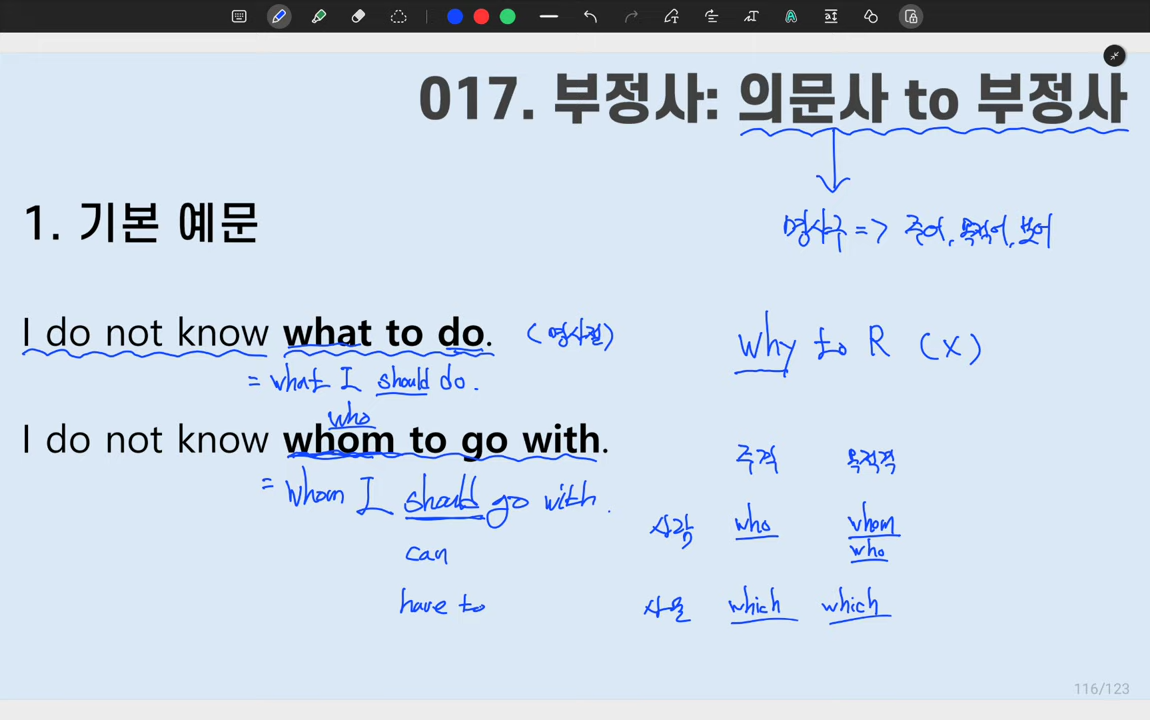 017. 부정사: 의문사 to 부정사
명사구 => 주어, 목적어, 보어
1. 기본 예문
I do not know what to do. (명사절)
= what I should do.
why to R (X)
who
I do not know whom to go with.
= whom I should go with.
can
have to
주격 목적격
사람 who whom
who
사물 which which
116/123